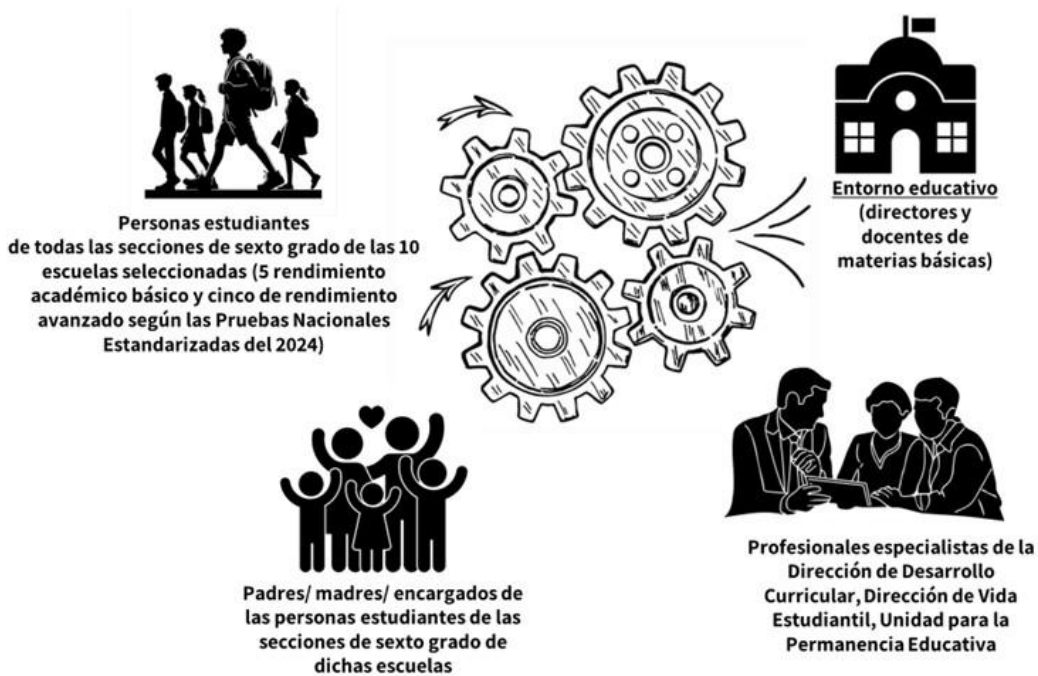 Personas estudiantes
de todas las secciones de sexto grado de las 10
escuelas seleccionadas (5 rendimiento
académico básico y cinco de rendimiento
avanzado según las Pruebas Nacionales
Estandarizadas del 2024)
Entorno educativo
(directores y
docentes de
materias básicas)
Padres/ madres/ encargados de
las personas estudiantes de las
secciones de sexto grado de
dichas escuelas
Profesionales especialistas de la
Dirección de Desarrollo
Curricular, Dirección de Vida
Estudiantil, Unidad para la
Permanencia Educativa